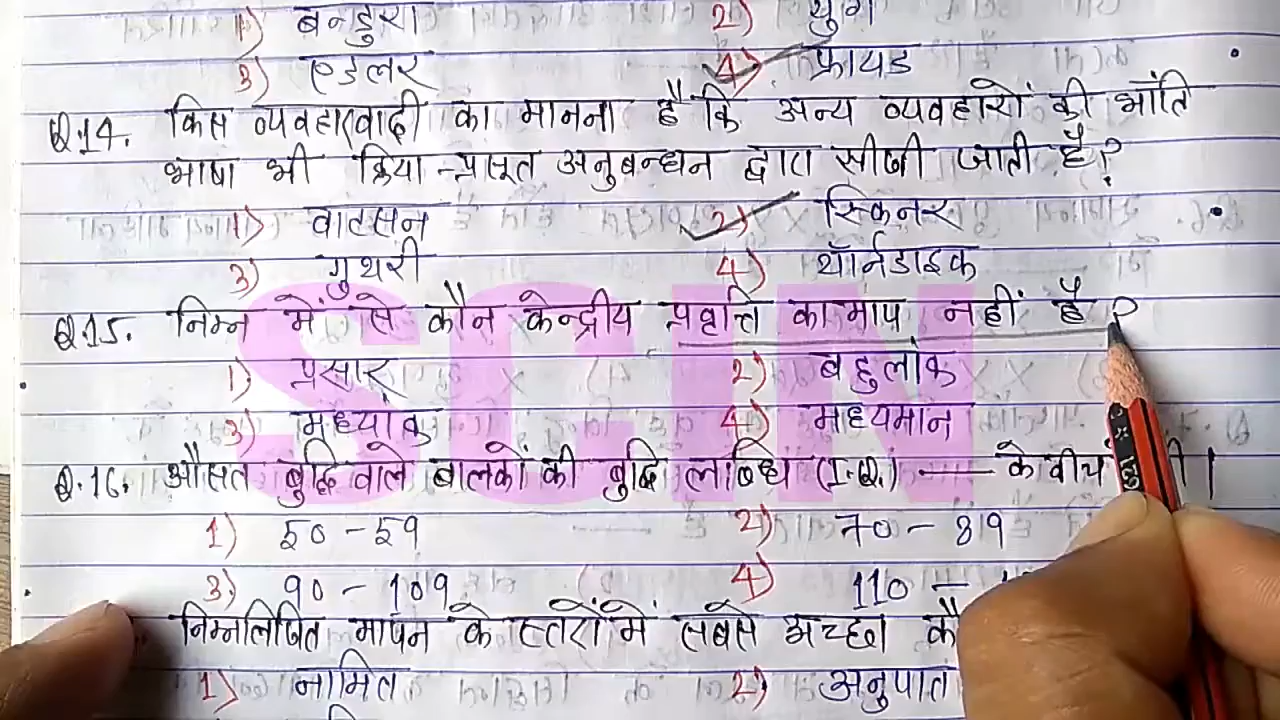 1) बन्डुरा 2) युंग
3) एडलर 4) फ्रायड
Q.14. किस व्यवहारवादी का मानना है कि अन्य व्यवहारों की भांति
भाषा भी क्रिया-प्रसूत अनुबन्धन द्वारा सीखी जाती है?
1) वाटसन 2) स्किनर
3) गुथरी 4) थॉर्नडाइक
Q.15. निम्न में से कौन केन्द्रीय प्रवृत्ति का माप नहीं है?
1) प्रसार 2) बहुलांक
3) मध्यांक 4) मध्यमान
Q.16. औसत बुद्धि वाले बालकों की बुद्धि लब्धि (I.Q.) —— के बीच
1) 50 - 59 2) 70 - 89
3) 90 - 109 4) 110 -
निम्नलिखित मापन के स्तरों में सबसे अच्छा
1) नामित 2) अनुपात
SCIN